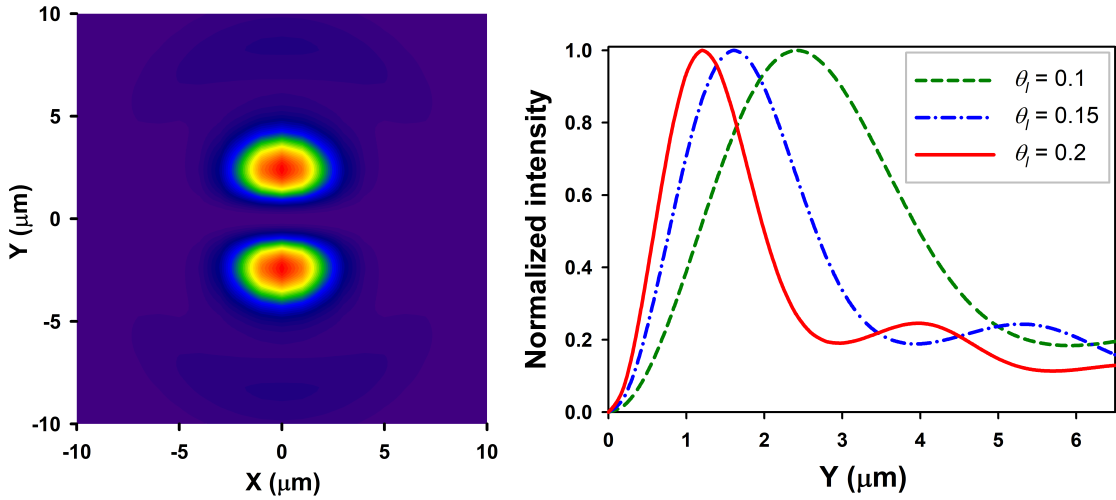 10
5
0
-5
-10
Y (μm)
-10 -5 0 5 10
X (μm)
1.0
0.8
0.6
0.4
0.2
0.0
Normalized intensity
θl = 0.1
θl = 0.15
θl = 0.2
0 1 2 3 4 5 6
Y (μm)